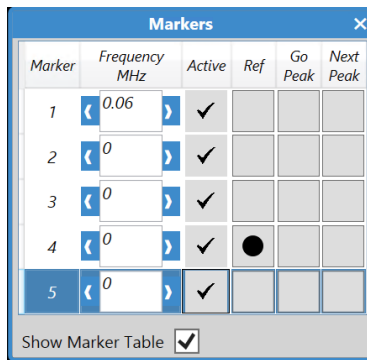 Markers
Marker Frequency MHz Active Ref Go Peak Next Peak
1 0.06
2 0
3 0
4 0
5 0
Show Marker Table